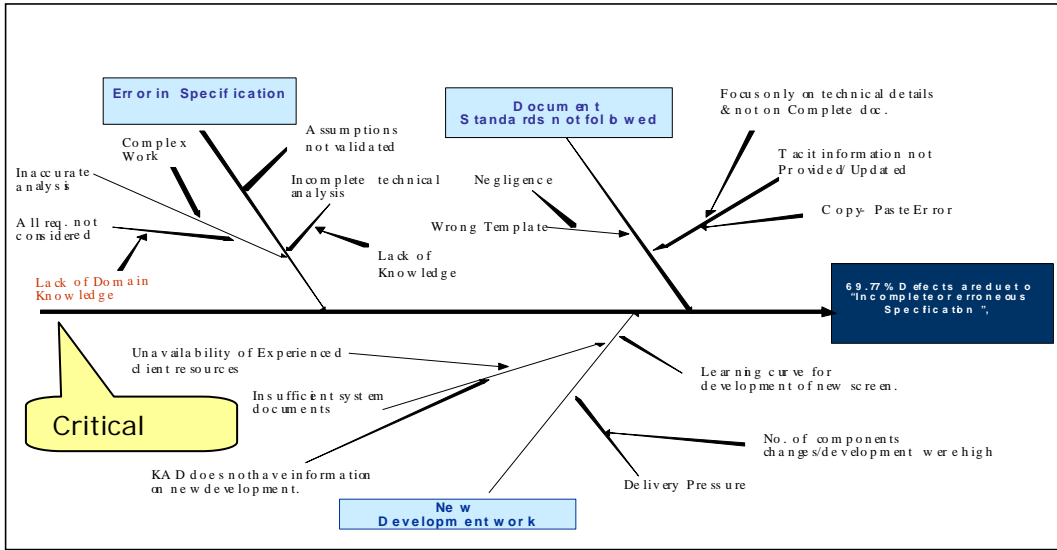 Error in Specification
Document
Standards not followed
Focus only on technical details
& not on Complete doc.
Complex
Work
Assumptions
not validated
Inaccurate
analysis
Incomplete technical
analysis
Negligence
Tacit information not
Provided/Updated
All req. not
considered
Wrong Template
Copy-Paste Error
Lack of Domain
Knowledge
Lack of
Knowledge
69.77% Defects are due to
"Incomplete or erroneous
Specfication ",
Unavailability of Experienced
client resources
Learning curve for
development of new screen.
Insufficient system
documents
Critical
No. of components
changes/development were high
KAD does not have information
on new development.
Delivery Pressure
New
Development work